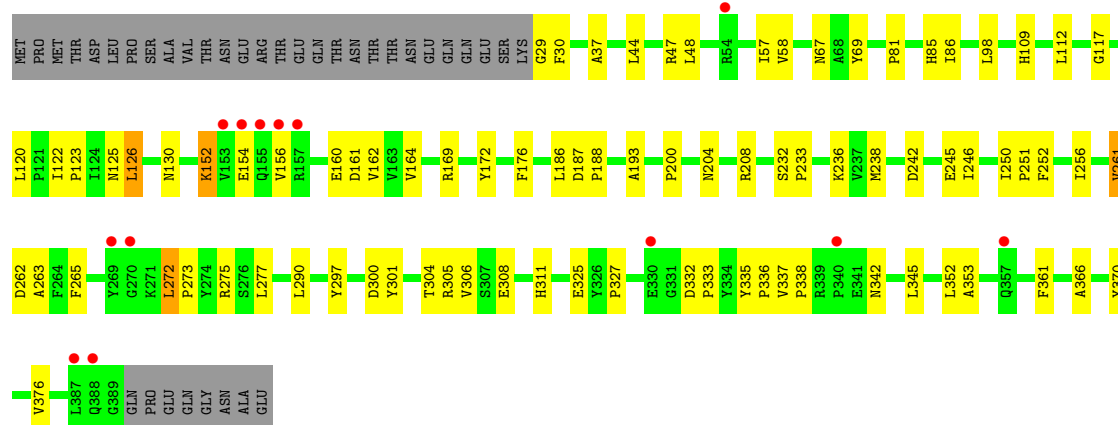 MET PRO MET THR ASP LEU PRO SER ALA VAL THR ASN GLU ARG THR GLU GLN THR ASN THR THR ASN GLU GLN GLN GLU SER LYS G29 F30 A37 L44 R47 L48 R54 I57 V58 N67 A68 Y69 P81 H85 I86 L98 H109 L112 G117
L120 P121 I122 P123 I124 N125 L126 N130 K152 V153 E154 Q155 V156 R157 E160 D161 V162 V163 V164 R169 Y172 F176 L186 D187 P188 A193 P200 N204 R208 S232 P233 K236 V237 M238 D242 E245 I246 I250 P251 F252 I256 V261
D262 A263 F264 F265 Y269 G270 K271 L272 P273 Y274 R275 S276 L277 L290 Y297 D300 Y301 T304 R305 V306 S307 E308 H311 E325 Y326 P327 E330 G331 D332 P333 Y334 Y335 P336 V337 P338 R339 P340 E341 N342 L345 L352 A353 Q357 F361 A366 Y370
V376 L387 Q388 G389 GLN PRO GLU GLN GLY ASN ALA GLU